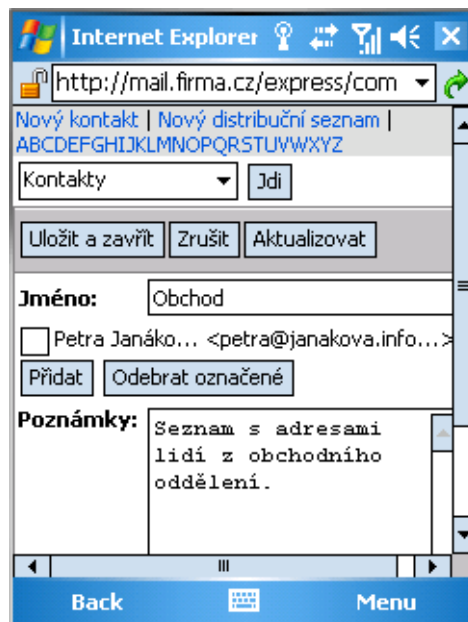 Internet Explorer
http://mail.firma.cz/express/com
Nový kontakt | Nový distribuční seznam |
ABCDEFGHIJKLMNOPQRSTUVWXYZ
Kontakty Jdi
Uložit a zavřít Zrušit Aktualizovat
Jméno: Obchod
Petra Janáko... <petra@janakova.info...>
Přidat Odebrat označené
Poznámky: Seznam s adresami
lidí z obchodního
oddělení.
Back Menu